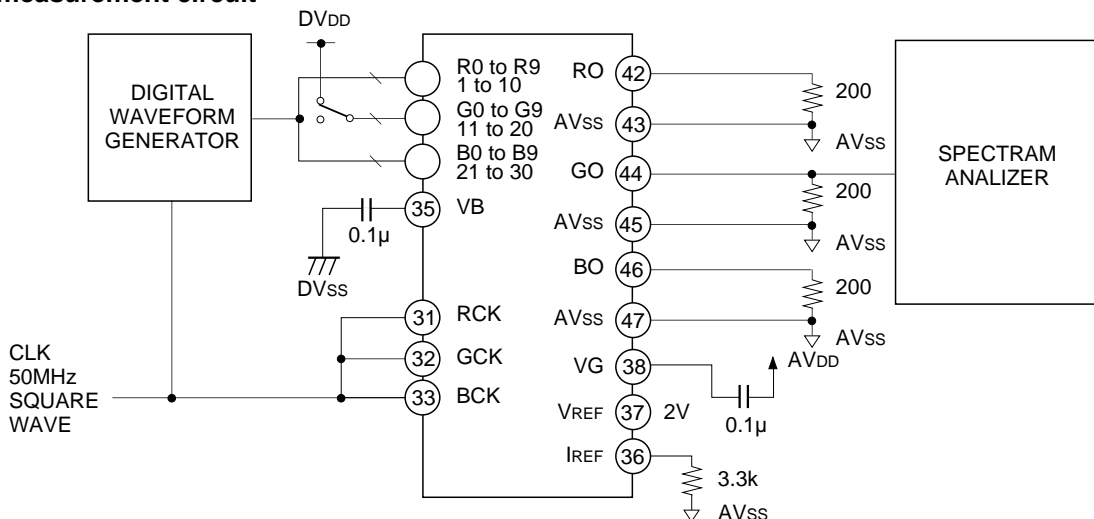 measurement circuit
DVDD
DIGITAL
WAVEFORM
GENERATOR
R0 to R9
1 to 10
G0 to G9
11 to 20
B0 to B9
21 to 30
35 VB
0.1µ
DVss
31 RCK
32 GCK
33 BCK
CLK
50MHz
SQUARE
WAVE
RO 42
200
AVss 43
AVss
GO 44
200
AVss 45
AVss
BO 46
200
AVss 47
AVss
VG 38
AVDD
0.1µ
VREF 37 2V
IREF 36
3.3k
AVss
SPECTRAM
ANALIZER